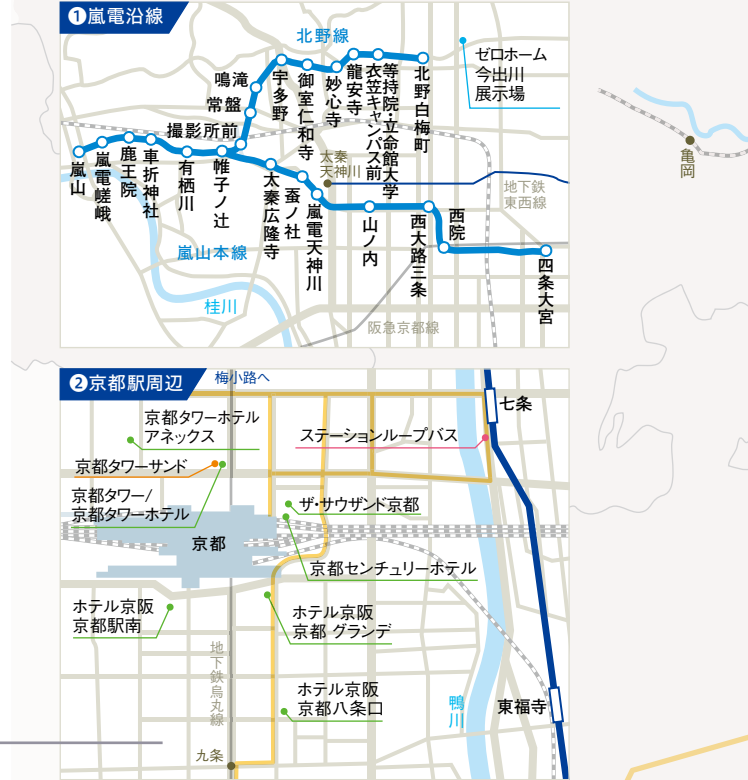 ❶嵐電沿線
北野線
ゼロホーム
今出川
展示場
鳴滝
常盤
撮影所前
宇多野
御室仁和寺
妙心寺
龍安寺
等持院・立命館大学
衣笠キャンパス前
北野白梅町
亀岡
嵐山
嵐電嵯峨
鹿王院
車折神社
有栖川
帷子ノ辻
太秦広隆寺
蚕ノ社
嵐電天神川
太秦
天神川
地下鉄
東西線
山ノ内
西大路三条
西院
四条大宮
嵐山本線
桂川
阪急京都線
❷京都駅周辺
梅小路へ
七条
京都タワーホテル
アネックス
ステーションループバス
京都タワーサンド
京都タワー/
京都タワーホテル
ザ・サウザンド京都
京都
京都センチュリーホテル
ホテル京阪
京都駅南
ホテル京阪
京都 グランデ
地下鉄烏丸線
ホテル京阪
京都八条口
鴨川
東福寺
九条